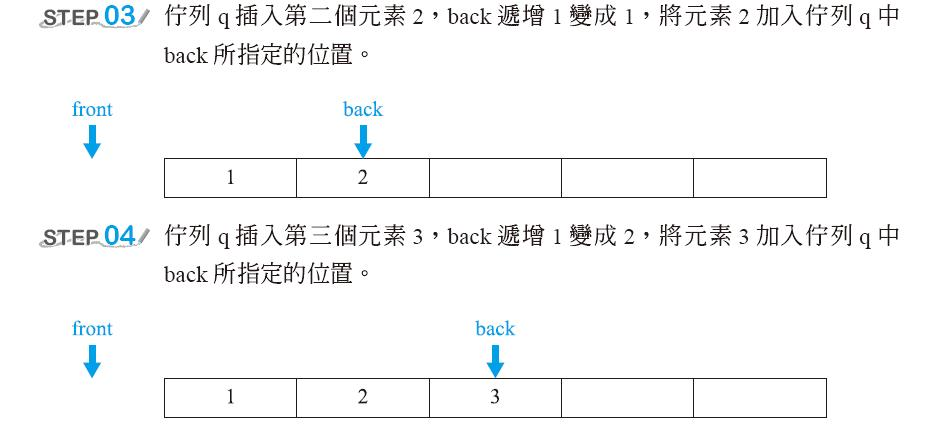 STEP 03 佇列 q 插入第二個元素 2，back 遞增 1 變成 1，將元素 2 加入佇列 q 中
back 所指定的位置。
front back
1 2
STEP 04 佇列 q 插入第三個元素 3，back 遞增 1 變成 2，將元素 3 加入佇列 q 中
back 所指定的位置。
front back
1 2 3